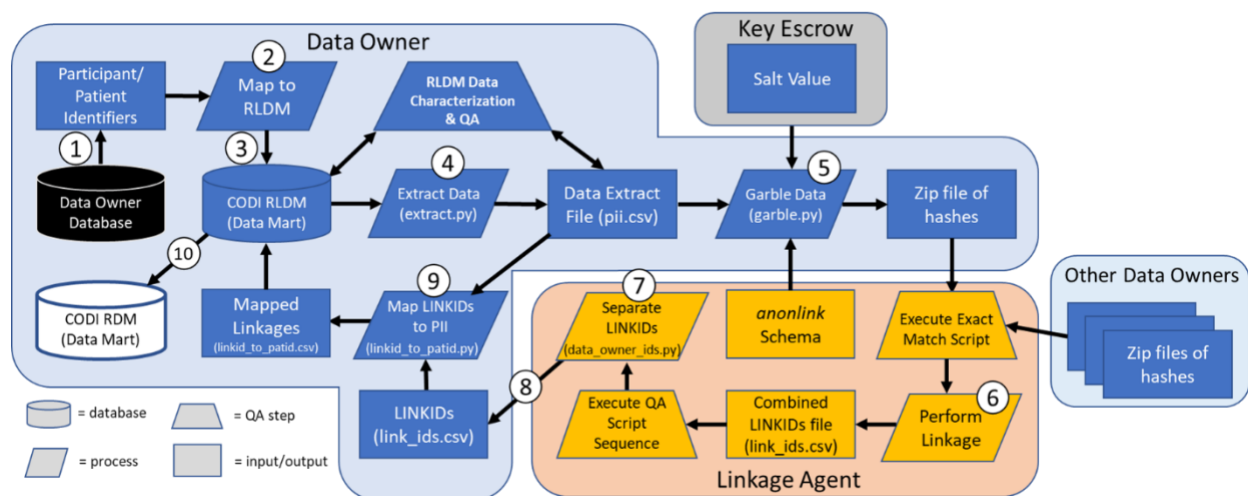 Data Owner
Key Escrow
Salt Value
Participant/
Patient
Identifiers
2
Map to
RLDM
RLDM Data
Characterization
& QA
1
3
4
5
Data Owner
Database
CODI RLDM
(Data Mart)
Extract Data
(extract.py)
Data Extract
File (pii.csv)
Garble Data
(garble.py)
Zip file of
hashes
10
CODI RDM
(Data Mart)
Mapped
Linkages
(linkid_to_patid.csv)
9
Map LINKIDs
to PII
(linkid_to_patid.py)
7
Separate
LINKIDs
(data_owner_ids.py)
anonlink
Schema
Execute Exact
Match Script
Other Data Owners
Zip files of
hashes
8
LINKIDs
(link_ids.csv)
Execute QA
Script
Sequence
Combined
LINKIDs file
(link_ids.csv)
6
Perform
Linkage
Linkage Agent
= database
= QA step
= process
= input/output